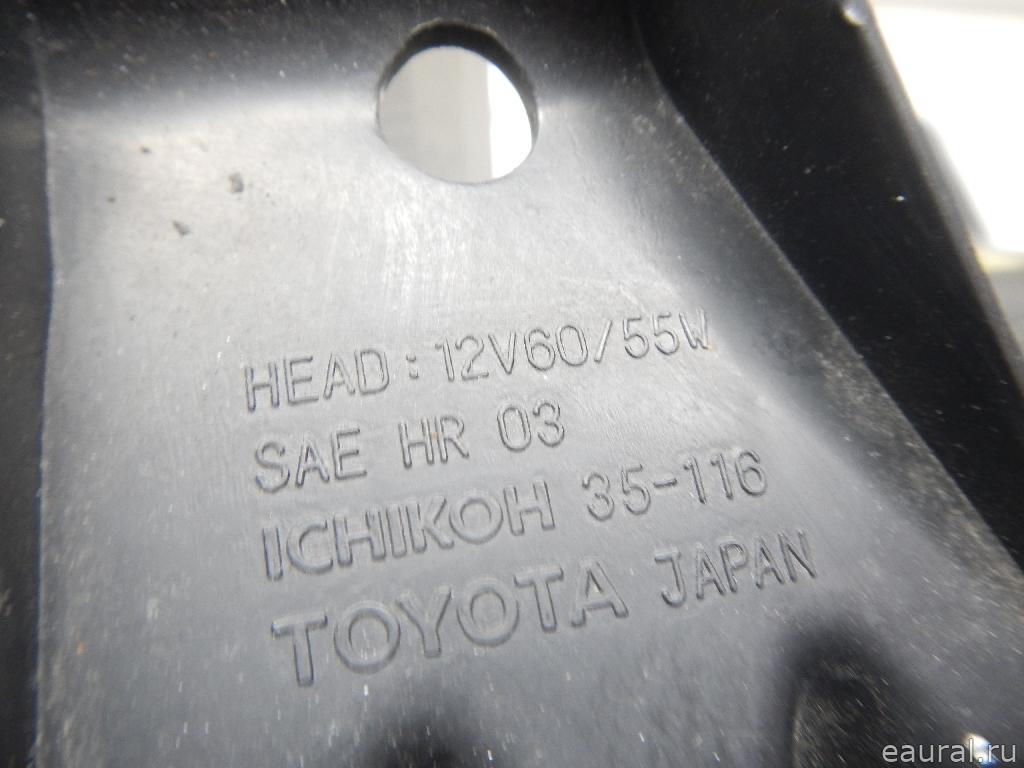 HEAD : 12V60/55W
SAE HR 03
ICHIKOH 35-116
TOYOTA JAPAN
eaural.ru